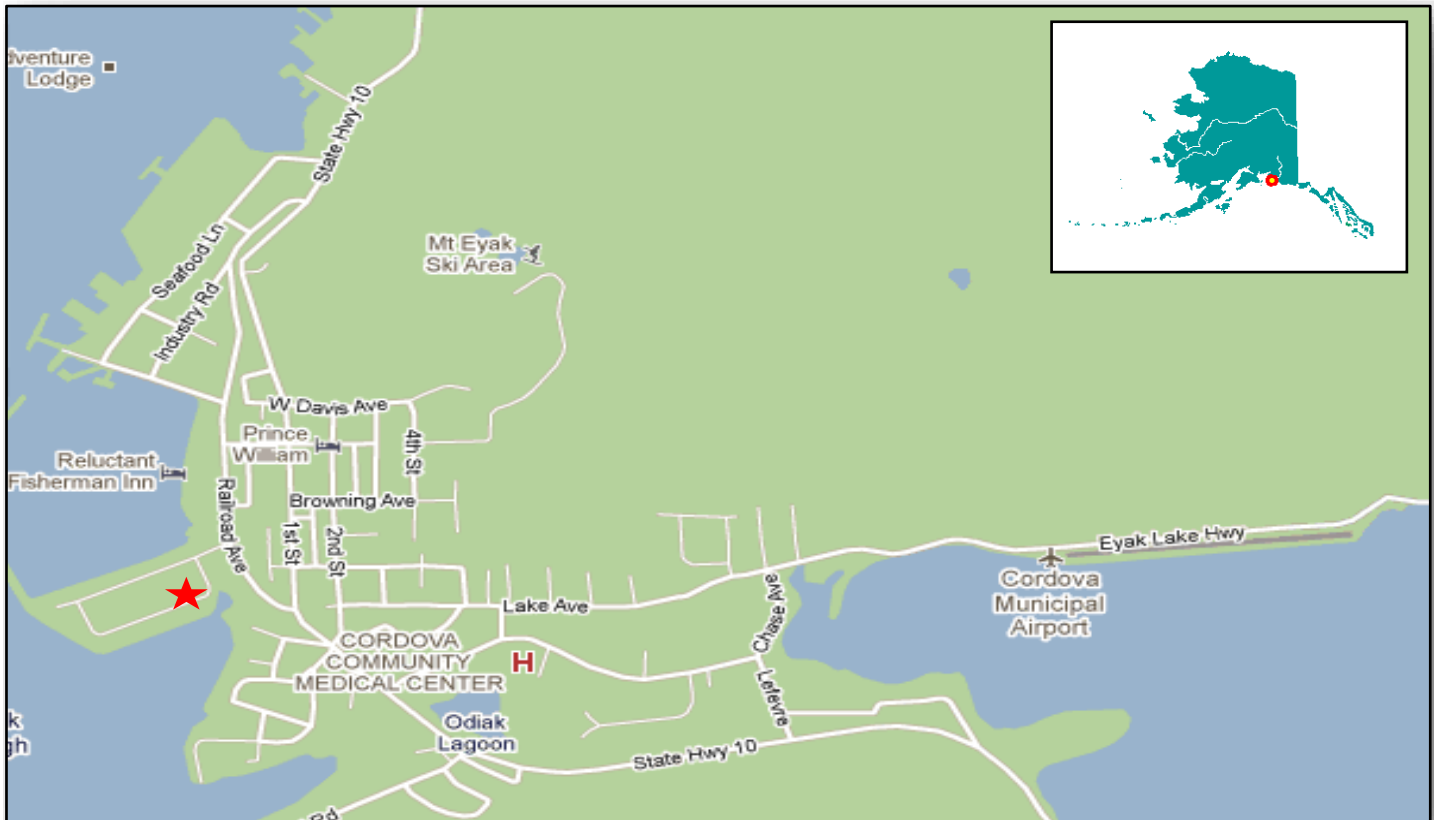 dventure
Lodge
State Hwy 10
Seafood Ln
Industry Rd
Mt Eyak
Ski Area
W Davis Ave
Prince
William
4th St
Reluctant
Fisherman Inn
Railroad Ave
Browning Ave
1st St
2nd St
Eyak Lake Hwy
Cordova
Municipal
Airport
Lake Ave
Chase Ave
CORDOVA
COMMUNITY
MEDICAL CENTER
H
Lefevre
k
gh
Odiak
Lagoon
State Hwy 10
Rd